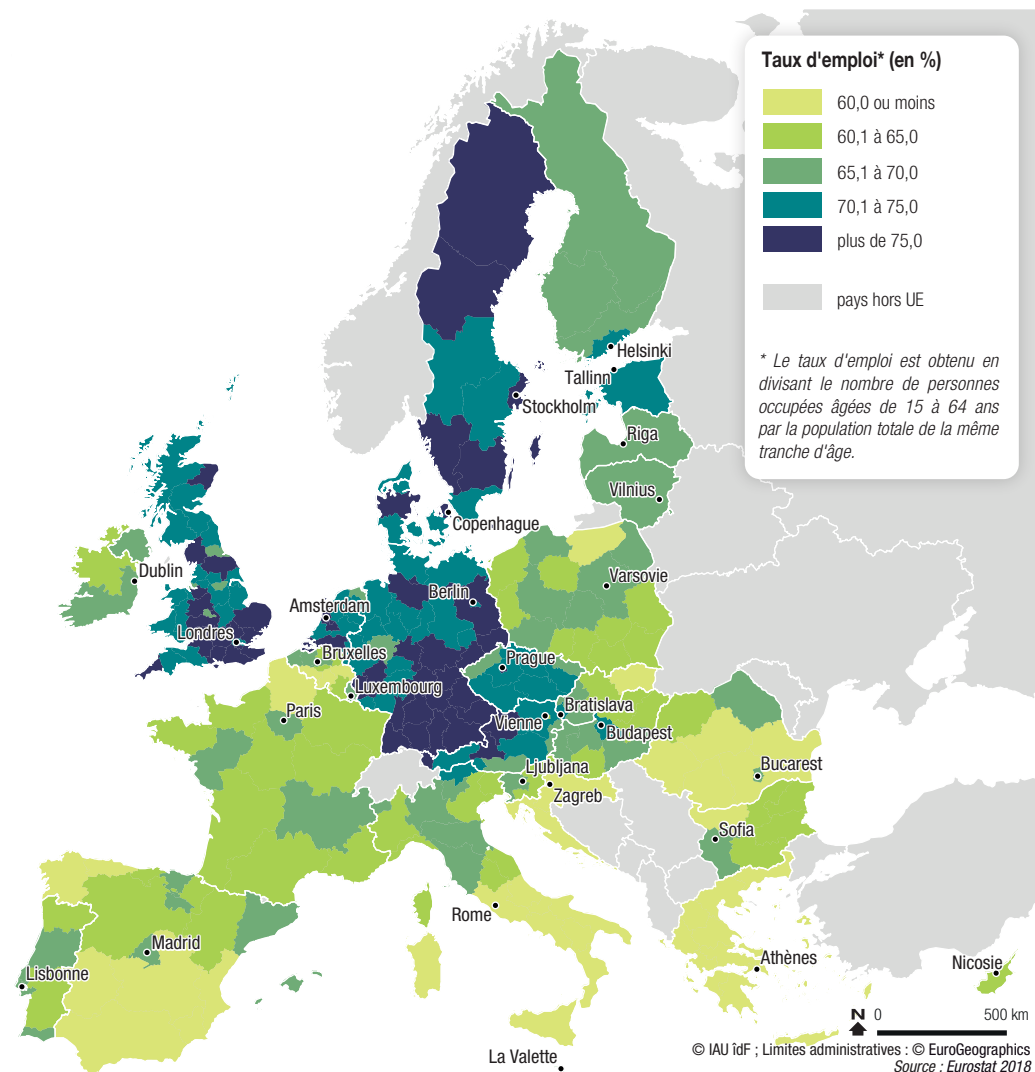 Taux d'emploi* (en %)
60,0 ou moins
60,1 à 65,0
65,1 à 70,0
70,1 à 75,0
plus de 75,0
pays hors UE
* Le taux d'emploi est obtenu en
divisant le nombre de personnes
occupées âgées de 15 à 64 ans
par la population totale de la même
tranche d'âge.
Helsinki
Tallinn
Stockholm
Riga
Vilnius
Copenhague
Dublin
Varsovie
Berlin
Amsterdam
Londres
Bruxelles
Prague
Luxembourg
Paris
Bratislava
Vienne
Budapest
Ljubljana
Bucarest
Zagreb
Sofia
Rome
Madrid
Athènes
Nicosie
Lisbonne
N 0 500 km
La Valette
© IAU îdF ; Limites administratives : © EuroGeographics
Source : Eurostat 2018